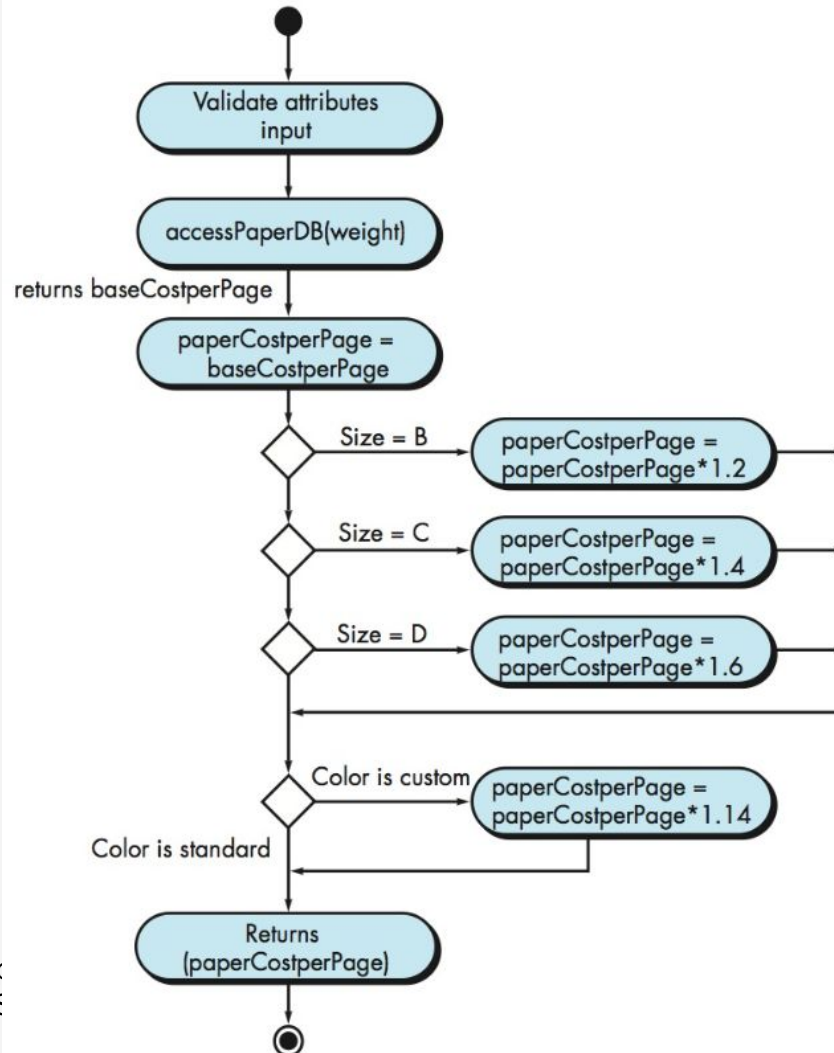 Validate attributes
input
accessPaperDB(weight)
returns baseCostperPage
paperCostperPage =
baseCostperPage
Size = B
paperCostperPage =
paperCostperPage*1.2
Size = C
paperCostperPage =
paperCostperPage*1.4
Size = D
paperCostperPage =
paperCostperPage*1.6
Color is custom
paperCostperPage =
paperCostperPage*1.14
Color is standard
Returns
(paperCostperPage)